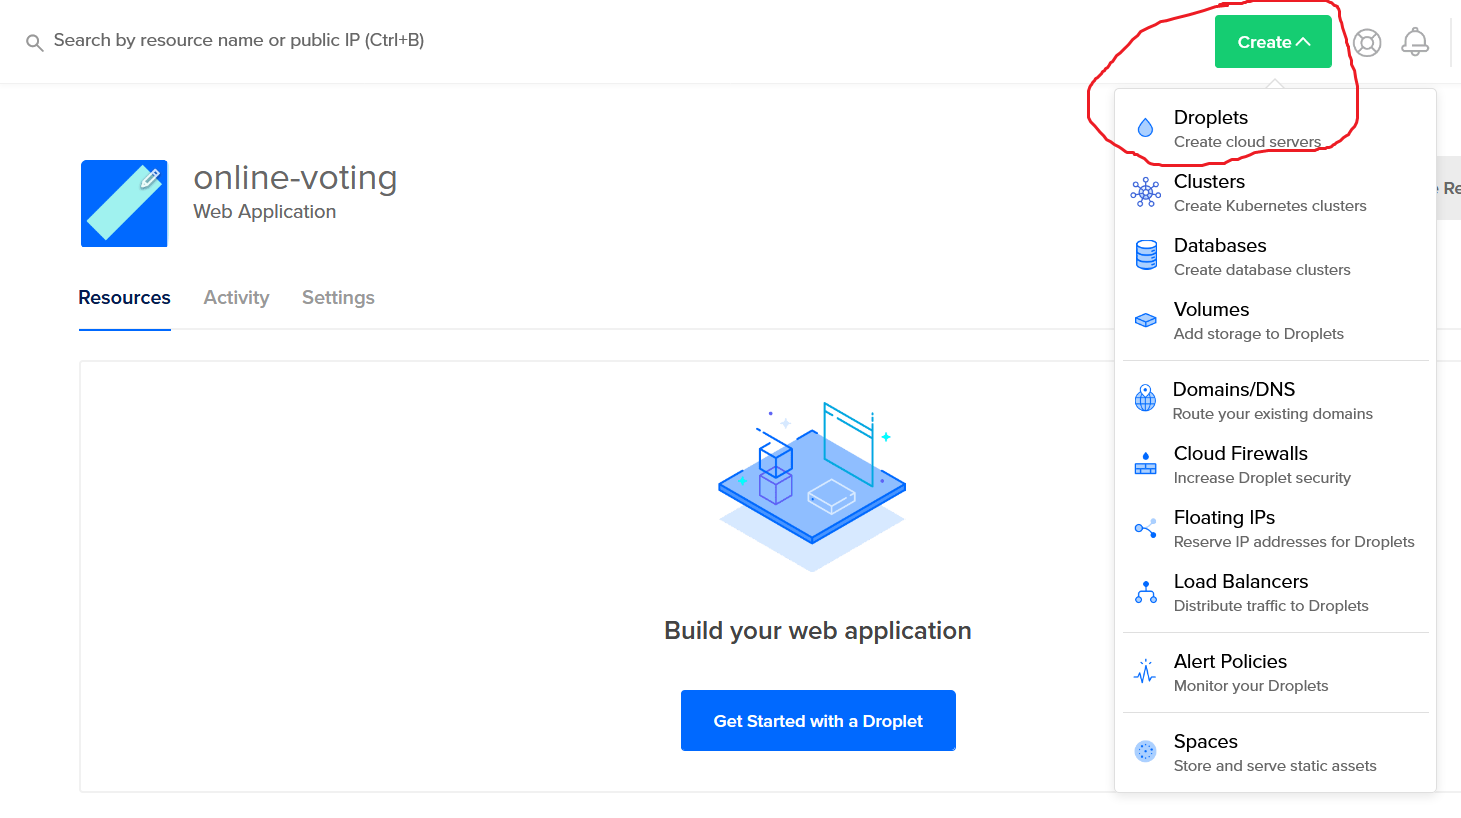 Search by resource name or public IP (Ctrl+B)
Create
online-voting
Web Application
Resources
Activity
Settings
Build your web application
Get Started with a Droplet
Droplets
Create cloud servers
Clusters
Create Kubernetes clusters
Databases
Create database clusters
Volumes
Add storage to Droplets
Domains/DNS
Route your existing domains
Cloud Firewalls
Increase Droplet security
Floating IPs
Reserve IP addresses for Droplets
Load Balancers
Distribute traffic to Droplets
Alert Policies
Monitor your Droplets
Spaces
Store and serve static assets